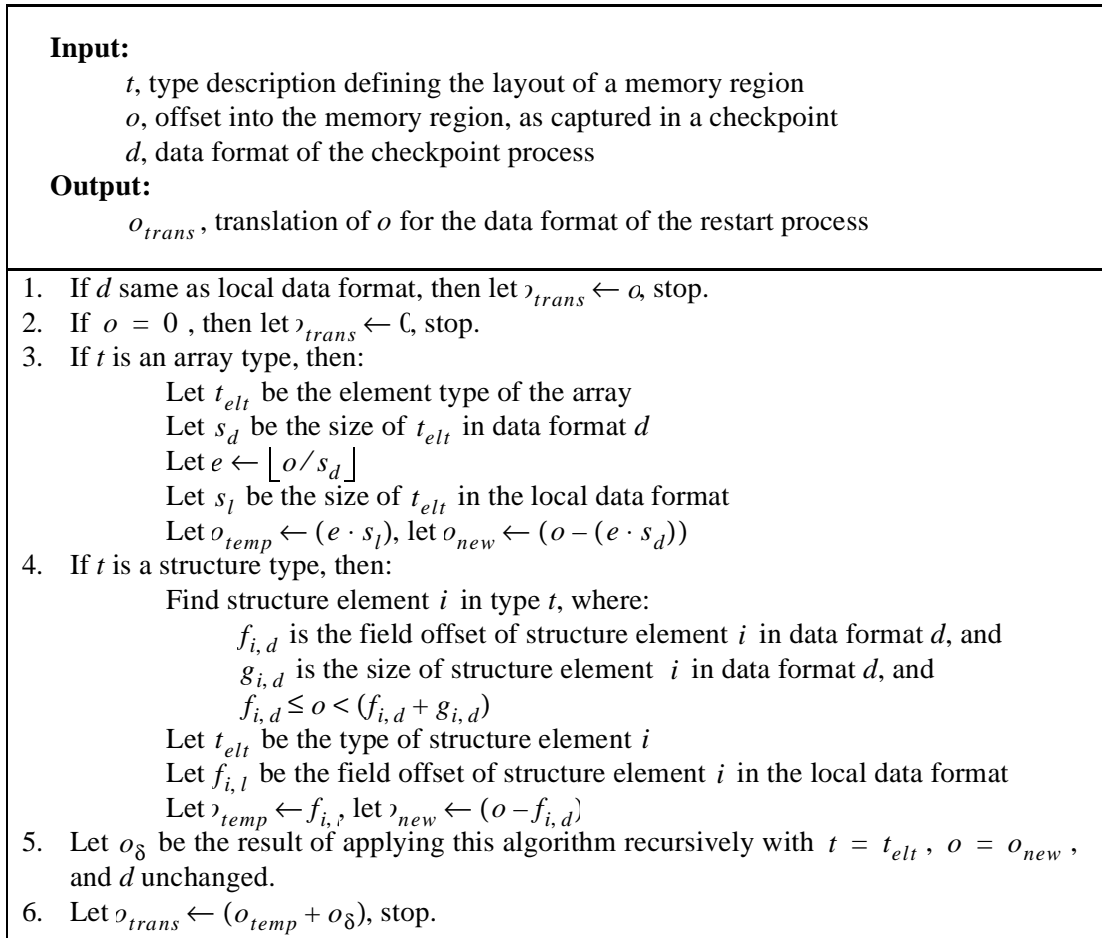 Input:
t, type description defining the layout of a memory region
o, offset into the memory region, as captured in a checkpoint
d, data format of the checkpoint process
Output:
o_trans, translation of o for the data format of the restart process
1. If d same as local data format, then let o_trans ← o, stop.
2. If o = 0 , then let o_trans ← 0, stop.
3. If t is an array type, then:
Let t_elt be the element type of the array
Let s_d be the size of t_elt in data format d
Let e ← ⌊o/s_d⌋
Let s_l be the size of t_elt in the local data format
Let o_temp ← (e · s_l), let o_new ← (o – (e · s_d))
4. If t is a structure type, then:
Find structure element i in type t, where:
f_i, d is the field offset of structure element i in data format d, and
g_i, d is the size of structure element i in data format d, and
f_i, d ≤ o < (f_i, d + g_i, d)
Let t_elt be the type of structure element i
Let f_i, l be the field offset of structure element i in the local data format
Let o_temp ← f_i, l, let o_new ← (o – f_i, d)
5. Let o_δ be the result of applying this algorithm recursively with t = t_elt , o = o_new ,
and d unchanged.
6. Let o_trans ← (o_temp + o_δ), stop.